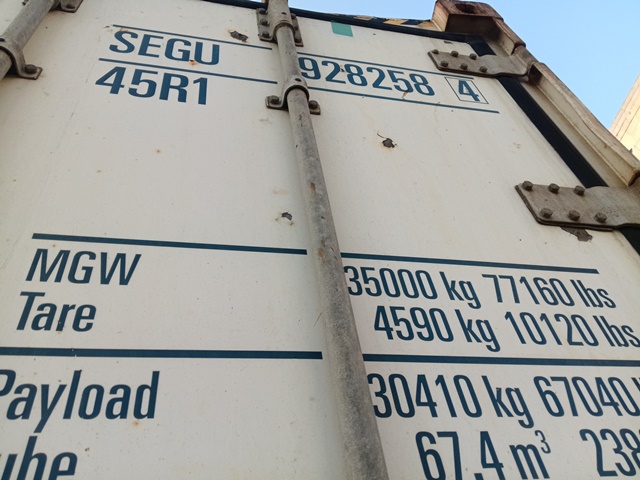 SEGU 928258 4
45R1
MGW 35000 kg 77160 lbs
Tare 4590 kg 10120 lbs
Payload 30410 kg 67040
67,4 m³